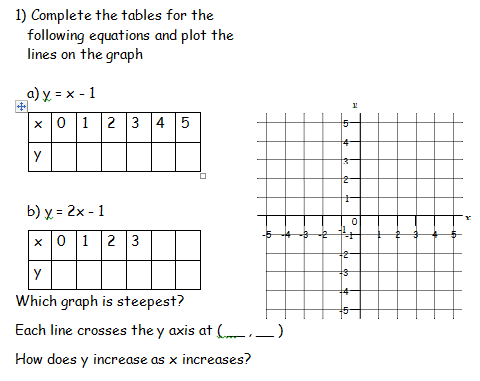 1) Complete the tables for the
following equations and plot the
lines on the graph
a) y = x - 1
x 0 1 2 3 4 5
y
b) y = 2x - 1
x 0 1 2 3
y
Which graph is steepest?
Each line crosses the y axis at (__ , __ )
How does y increase as x increases?
5
4
3
2
1
0
-5 -4 -3 -2 -1 1 2 3 4 5 x
-1
-2
-3
-4
-5